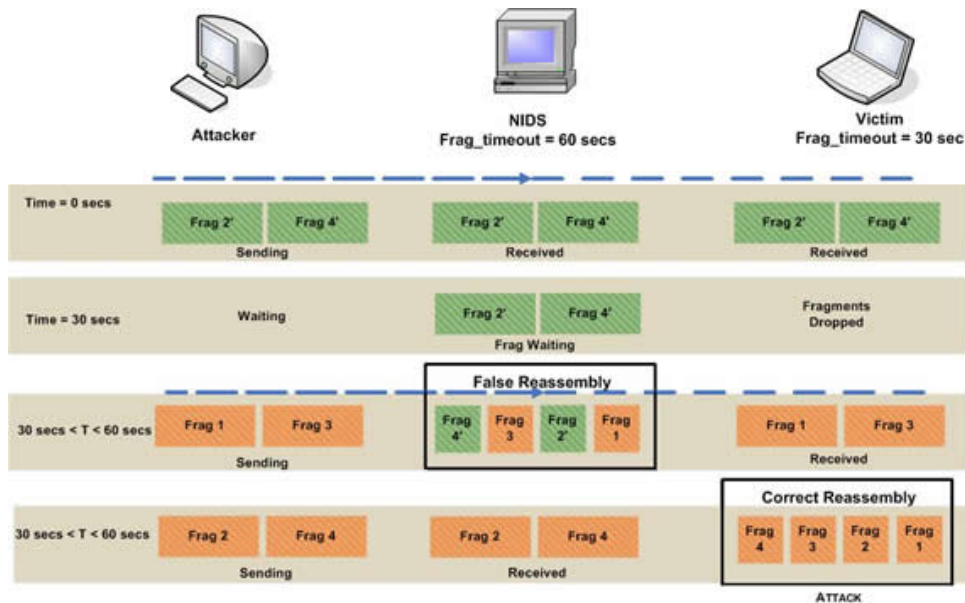 Attacker
NIDS
Frag_timeout = 60 secs
Victim
Frag_timeout = 30 sec
Time = 0 secs
Frag 2' Frag 4' Frag 2' Frag 4' Frag 2' Frag 4'
Sending Received Received
Time = 30 secs
Waiting
Frag 2' Frag 4'
Frag Waiting
Fragments
Dropped
False Reassembly
30 secs < T < 60 secs
Frag 1 Frag 3
Sending
Frag
4'
Frag
3
Frag
2'
Frag
1
Frag 1 Frag 3
Received
30 secs < T < 60 secs
Frag 2 Frag 4
Sending
Frag 2 Frag 4
Received
Correct Reassembly
Frag
4
Frag
3
Frag
2
Frag
1
ATTACK